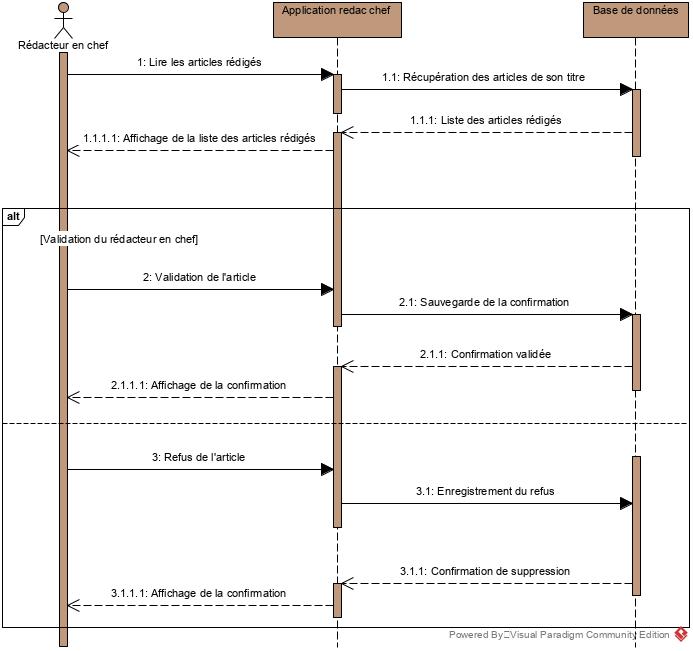 Rédacteur en chef
Application redac chef
Base de données
1: Lire les articles rédigés
1.1: Récupération des articles de son titre
1.1.1: Liste des articles rédigés
1.1.1.1: Affichage de la liste des articles rédigés
alt
[Validation du rédacteur en chef]
2: Validation de l'article
2.1: Sauvegarde de la confirmation
2.1.1: Confirmation validée
2.1.1.1: Affichage de la confirmation
3: Refus de l'article
3.1: Enregistrement du refus
3.1.1: Confirmation de suppression
3.1.1.1: Affichage de la confirmation
Powered By Visual Paradigm Community Edition